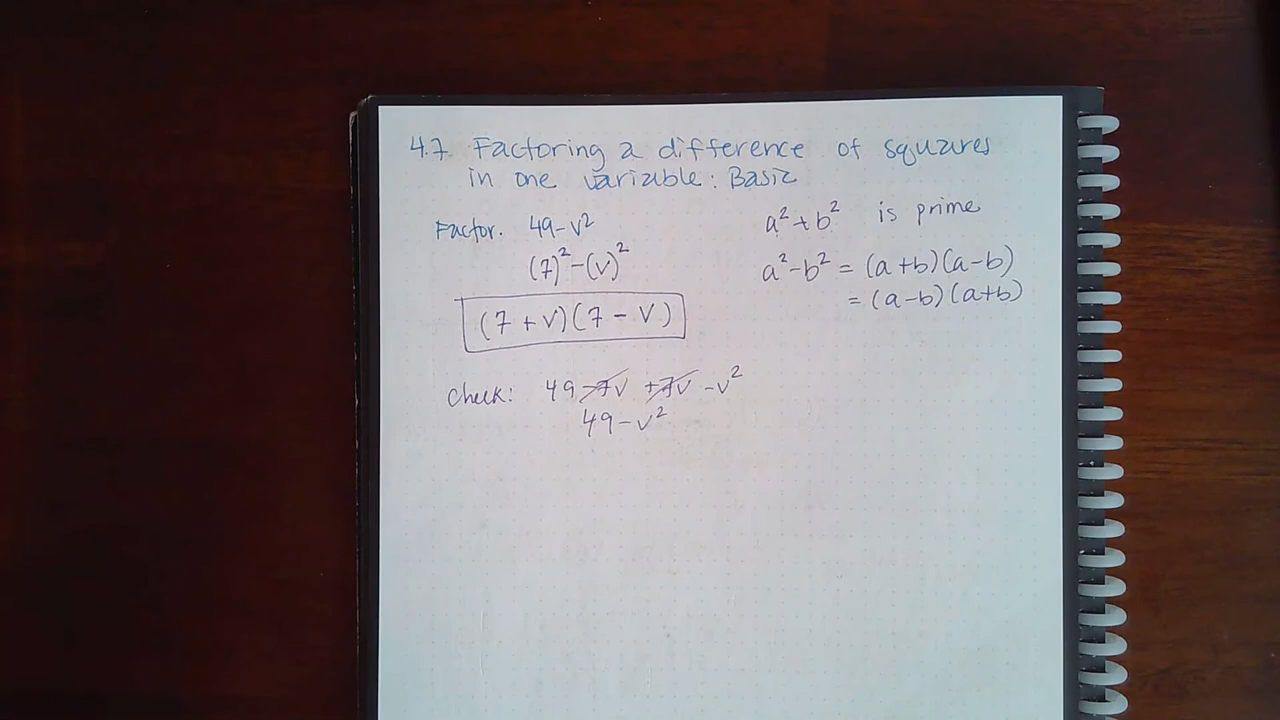 4.7 Factoring a difference of squares
in one variable: Basic
Factor. 49-v²
(7)²-(v)²
(7+v)(7-v)
Check: 49-7v+7v-v²
49-v²
a²+b² is prime
a²-b² = (a+b)(a-b)
= (a-b)(a+b)